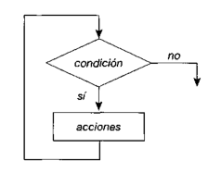 condición
no
sí
acciones